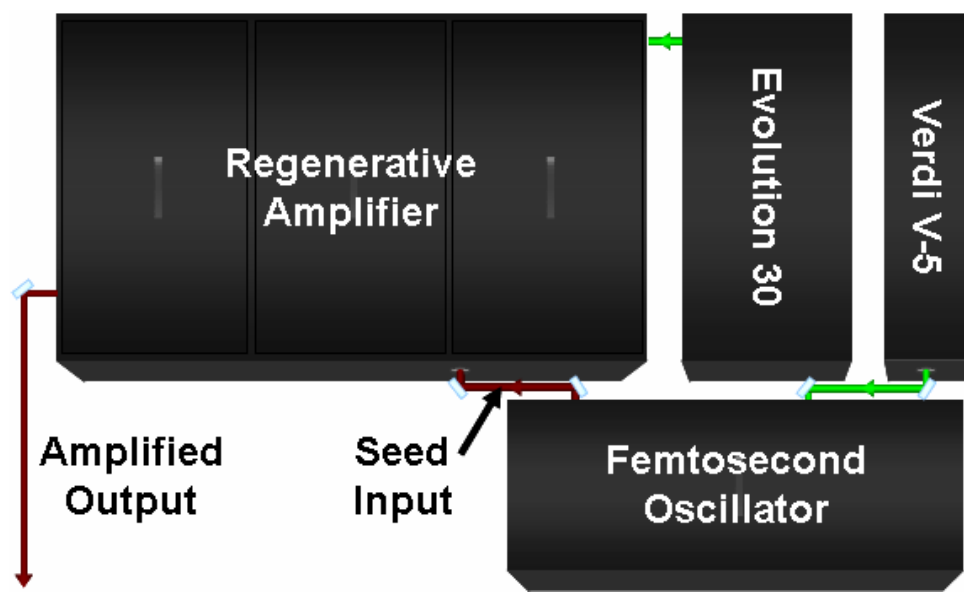 Regenerative
Amplifier
Evolution 30
Verdi V-5
Amplified
Output
Seed
Input
Femtosecond
Oscillator